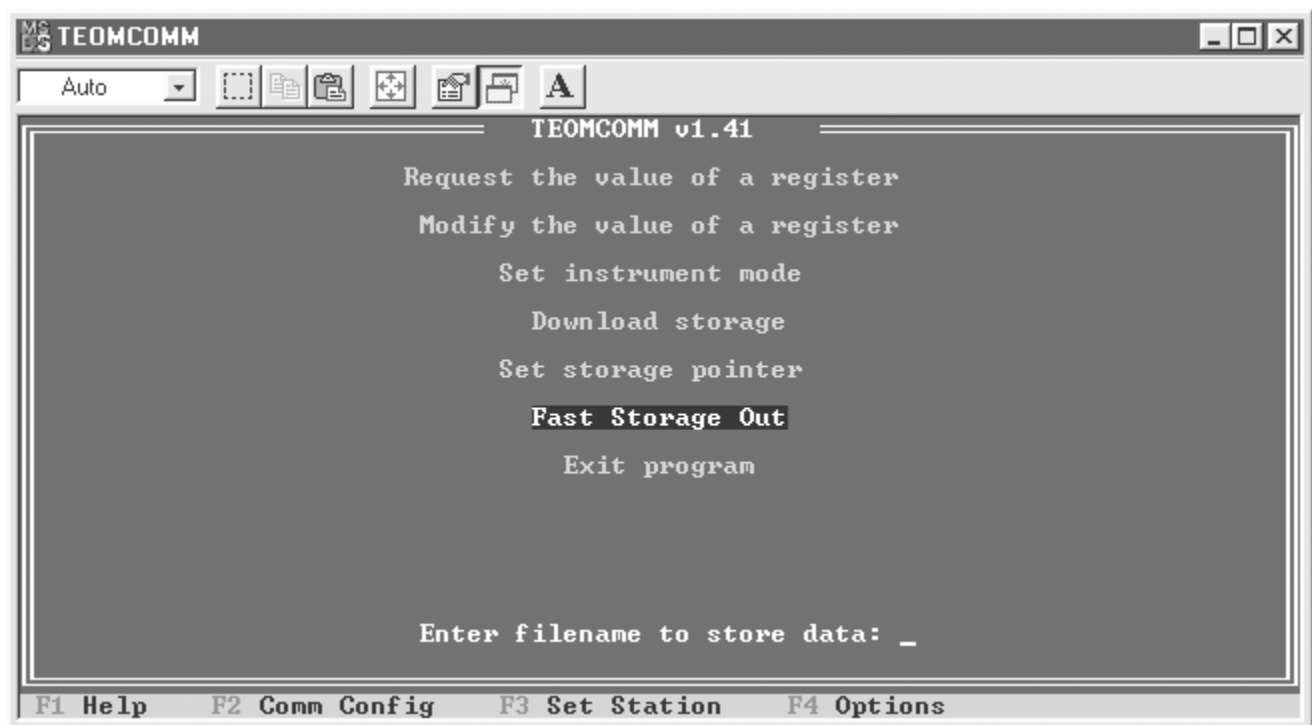 MS DS TEOMCOMM
Auto A
TEOMCOMM v1.41
Request the value of a register
Modify the value of a register
Set instrument mode
Download storage
Set storage pointer
Fast Storage Out
Exit program
Enter filename to store data: _
F1 Help F2 Comm Config F3 Set Station F4 Options